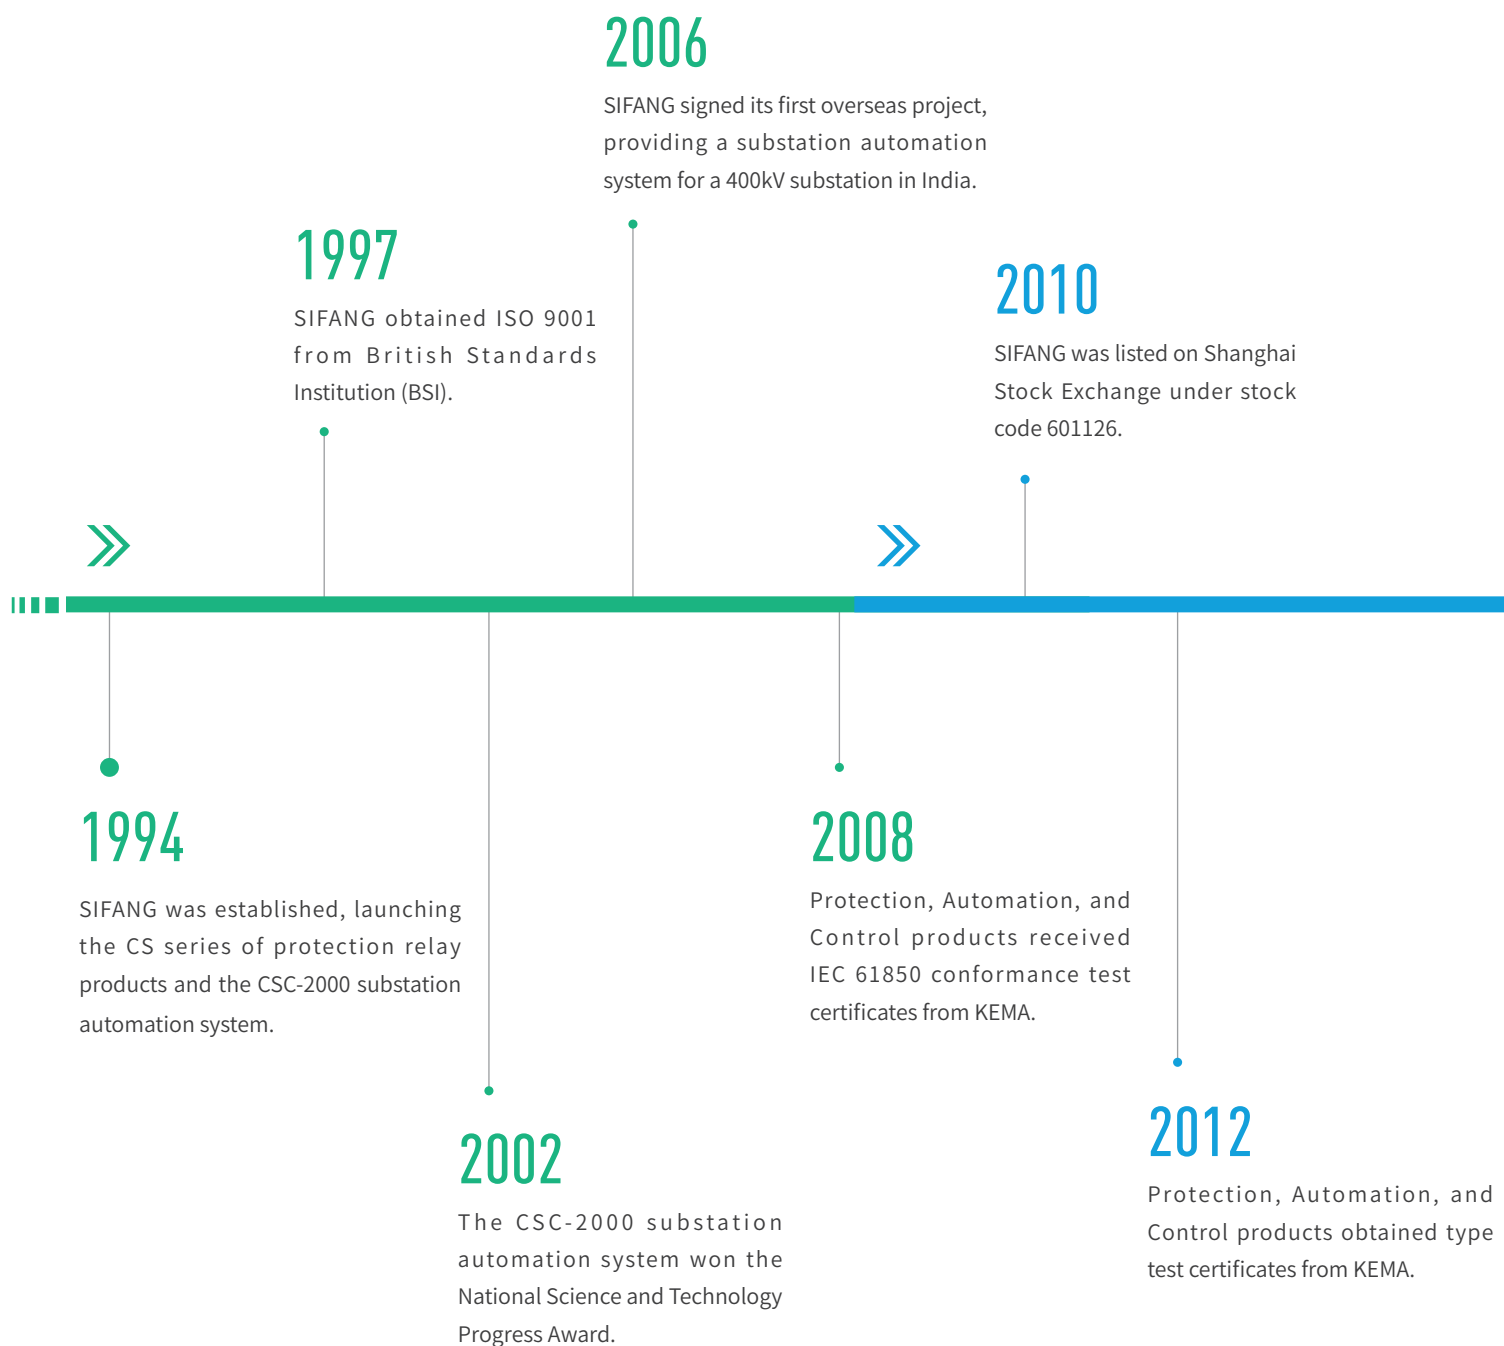 2006
SIFANG signed its first overseas project,
providing a substation automation
system for a 400kV substation in India.
1997
SIFANG obtained ISO 9001
from British Standards
Institution (BSI).
2010
SIFANG was listed on Shanghai
Stock Exchange under stock
code 601126.
1994
SIFANG was established, launching
the CS series of protection relay
products and the CSC-2000 substation
automation system.
2008
Protection, Automation, and
Control products received
IEC 61850 conformance test
certificates from KEMA.
2002
The CSC-2000 substation
automation system won the
National Science and Technology
Progress Award.
2012
Protection, Automation, and
Control products obtained type
test certificates from KEMA.